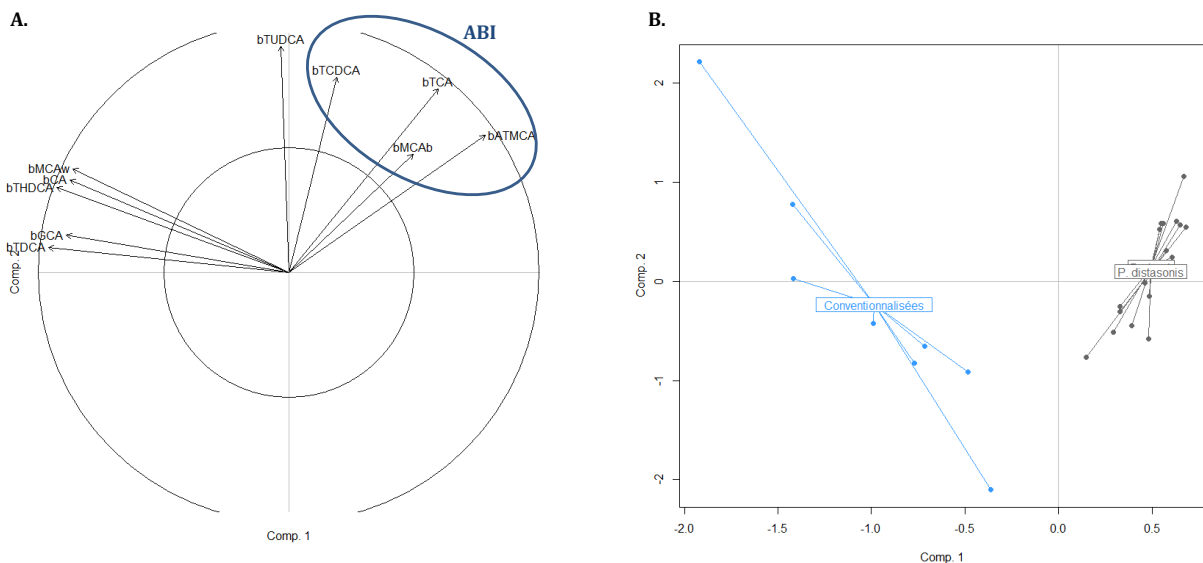 A.
ABI
bTUDCA
bTCDCA
bTCA
bATMCA
bMCAb
bMCAw
bCA
bTHDCA
bGCA
bTDCA
Comp. 2
Comp. 1
B.
2
1
0
-1
-2
Comp. 2
Conventionnalisées
P. distasonis
-2.0 -1.5 -1.0 -0.5 0.0 0.5
Comp. 1